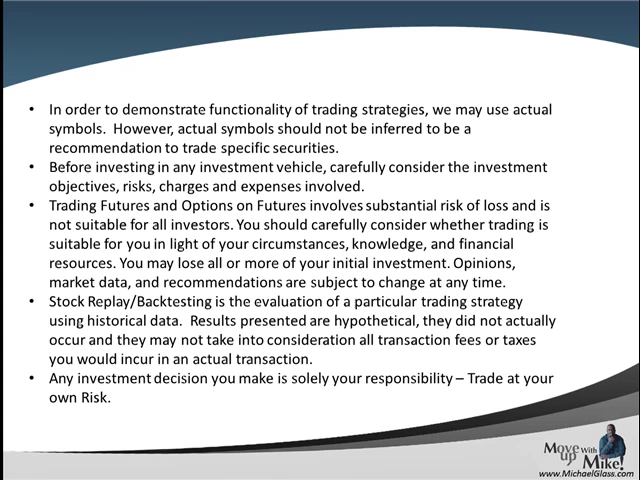 • In order to demonstrate functionality of trading strategies, we may use actual
symbols.  However, actual symbols should not be inferred to be a
recommendation to trade specific securities.
• Before investing in any investment vehicle, carefully consider the investment
objectives, risks, charges and expenses involved.
• Trading Futures and Options on Futures involves substantial risk of loss and is
not suitable for all investors. You should carefully consider whether trading is
suitable for you in light of your circumstances, knowledge, and financial
resources. You may lose all or more of your initial investment. Opinions,
market data, and recommendations are subject to change at any time.
• Stock Replay/Backtesting is the evaluation of a particular trading strategy
using historical data.  Results presented are hypothetical, they did not actually
occur and they may not take into consideration all transaction fees or taxes
you would incur in an actual transaction.
• Any investment decision you make is solely your responsibility – Trade at your
own Risk.
Move up With Mike!
www.MichaelGlass.com